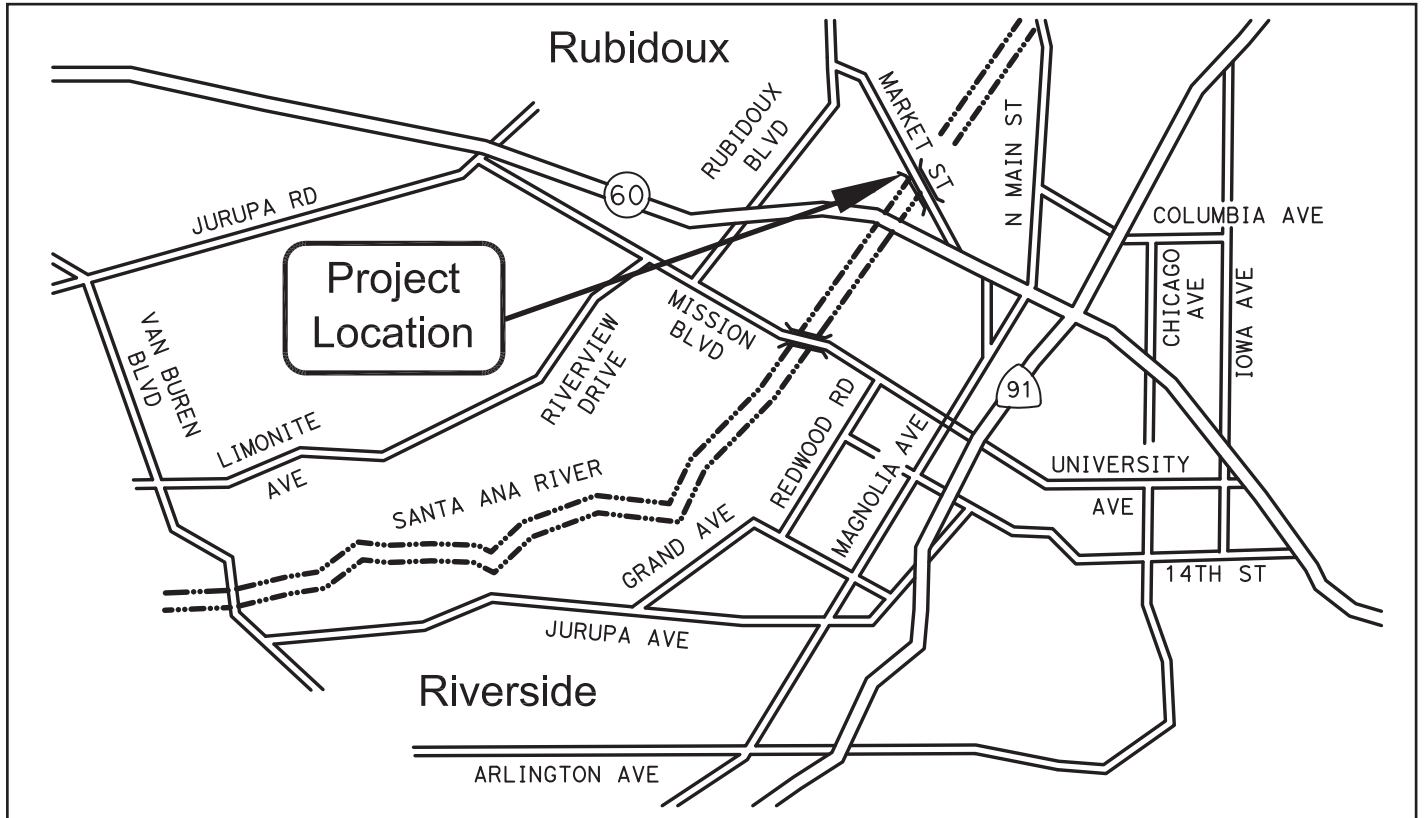 Rubidoux
MARKET ST
N MAIN ST
RUBIDOUX
BLVD
60
JURUPA RD
COLUMBIA AVE
Project
Location
CHICAGO
AVE
IOWA AVE
MISSION
BLVD
VAN BUREN
BLVD
RIVERVIEW
DRIVE
91
REDWOOD RD
LIMONITE
AVE
MAGNOLIA AVE
UNIVERSITY
AVE
SANTA ANA RIVER
GRAND AVE
14TH ST
JURUPA AVE
Riverside
ARLINGTON AVE